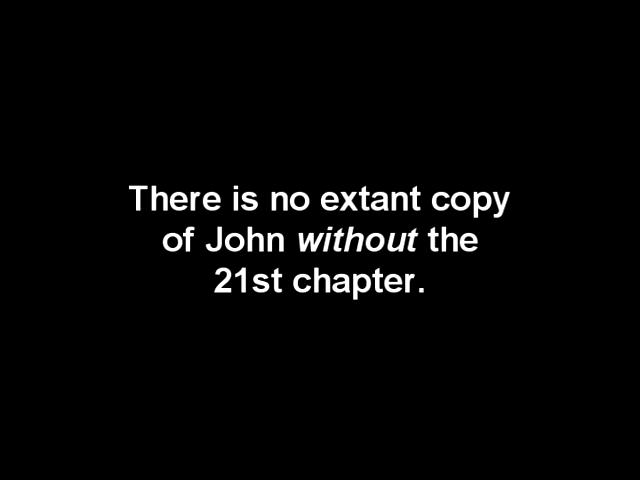 There is no extant copy
of John without the
21st chapter.